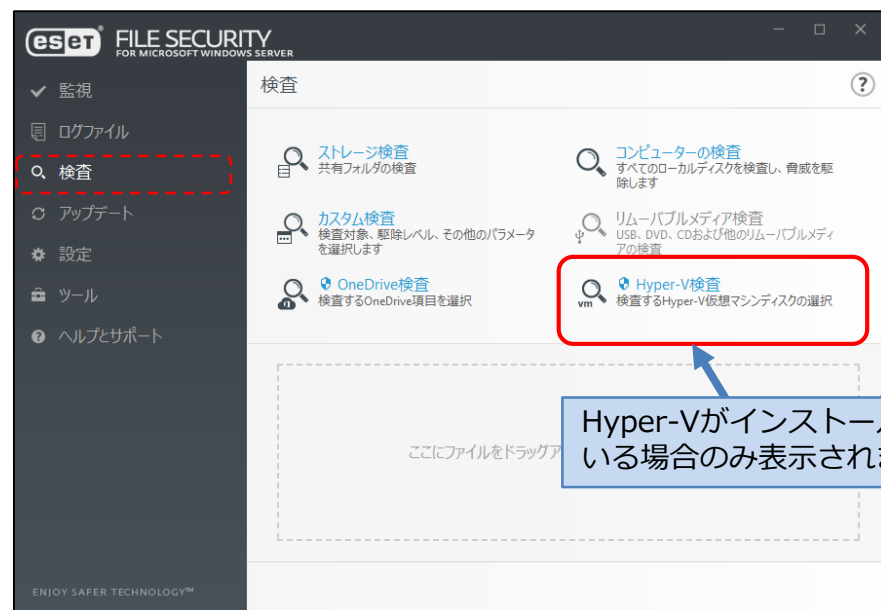 eset FILE SECURITY
FOR MICROSOFT WINDOWS SERVER
監視
ログファイル
検査
アップデート
設定
ツール
ヘルプとサポート
ENJOY SAFER TECHNOLOGY™
検査
?
ストレージ検査
共有フォルダの検査
コンピューターの検査
すべてのローカルディスクを検査し、脅威を駆
除します
カスタム検査
検査対象、駆除レベル、その他のパラメータ
を選択します
リムーバブルメディア検査
USB、DVD、CDおよび他のリムーバブルメディ
アの検査
OneDrive検査
検査するOneDrive項目を選択
vm
Hyper-V検査
検査するHyper-V仮想マシンディスクの選択
ここにファイルをドラッグア
Hyper-Vがインストー
いる場合のみ表示され